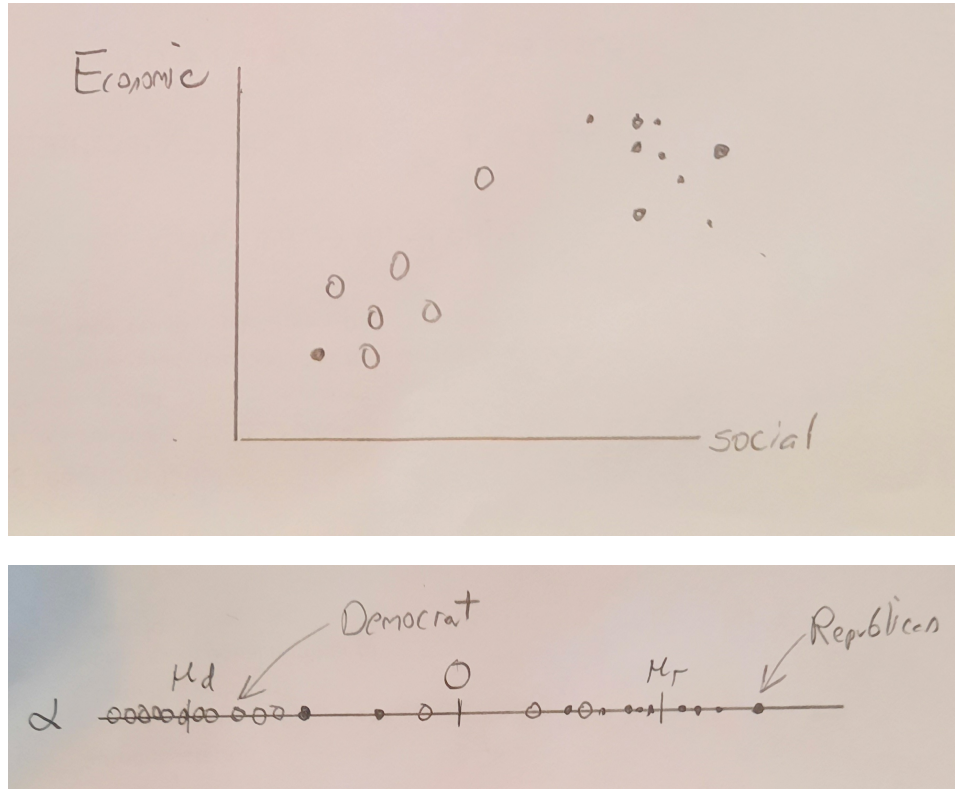 Economic
social
Democrat
Republican
μd
O
μr
α